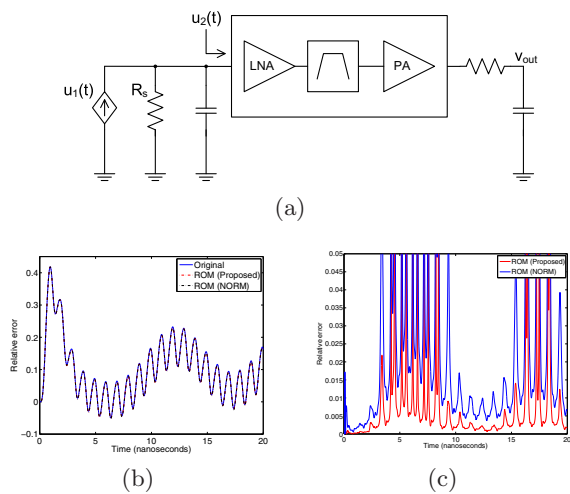 u2(t)
LNA
PA
vout
u1(t)
Rs
(a)
Original
ROM (Proposed)
ROM (NORM)
Relative error
0.4
0.3
0.2
0.1
0
−0.1
0
5
10
15
20
Time (nanoseconds)
(b)
ROM (Proposed)
ROM (NORM)
Relative error
0.05
0.045
0.04
0.035
0.03
0.025
0.02
0.015
0.01
0.005
0
0
5
10
15
20
Time (nanoseconds)
(c)